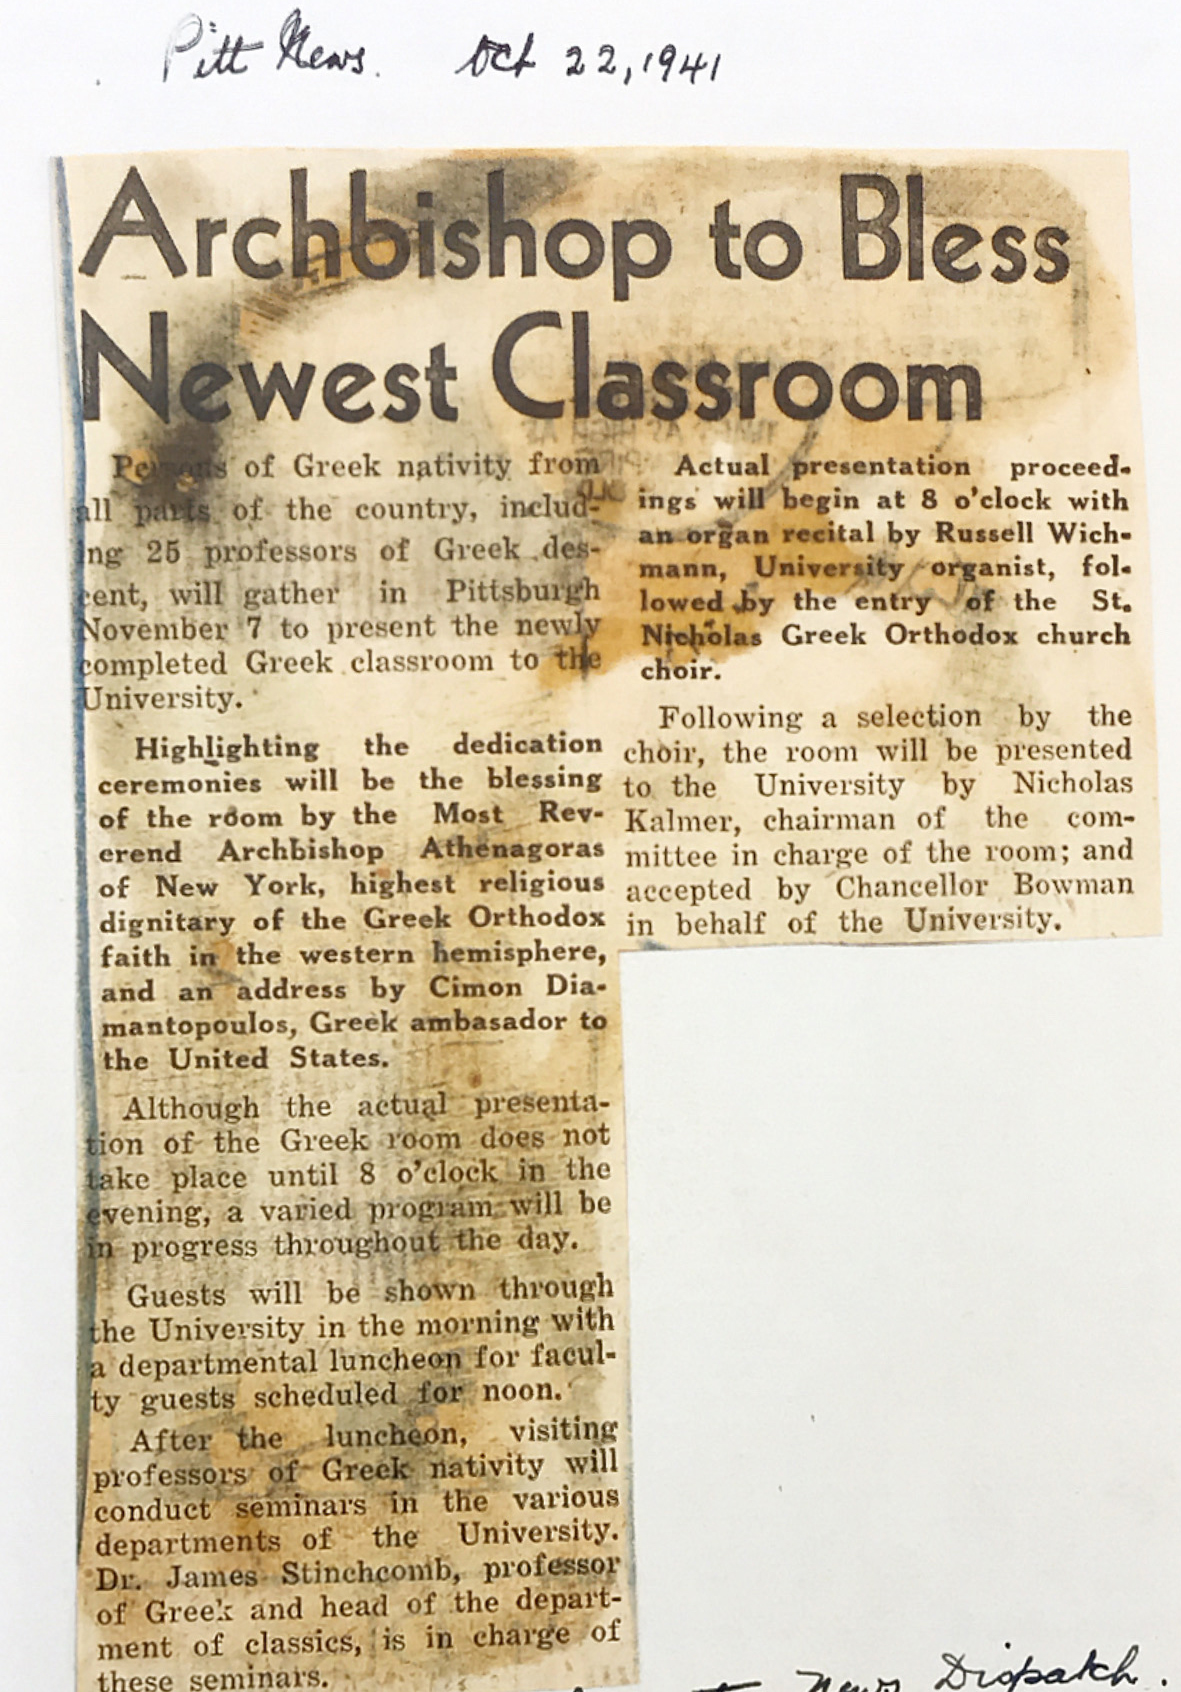 Pitt News. Oct 22, 1941
Archbishop to Bless
Newest Classroom
Persons of Greek nativity from
all parts of the country, includ-
ing 25 professors of Greek des-
cent, will gather in Pittsburgh
November 7 to present the newly
completed Greek classroom to the
University.
Highlighting the dedication
ceremonies will be the blessing
of the room by the Most Rev-
erend Archbishop Athenagoras
of New York, highest religious
dignitary of the Greek Orthodox
faith in the western hemisphere,
and an address by Cimon Dia-
mantopoulos, Greek ambasador to
the United States.
Although the actual presenta-
tion of the Greek room does not
take place until 8 o'clock in the
evening, a varied program will be
in progress throughout the day.
Guests will be shown through
the University in the morning with
a departmental luncheon for facul-
ty guests scheduled for noon.
After the luncheon, visiting
professors of Greek nativity will
conduct seminars in the various
departments of the University.
Dr. James Stinchcomb, professor
of Greek and head of the depart-
ment of classics, is in charge of
these seminars.
Actual presentation proceed-
ings will begin at 8 o'clock with
an organ recital by Russell Wich-
mann, University organist, fol-
lowed by the entry of the St.
Nicholas Greek Orthodox church
choir.
Following a selection by the
choir, the room will be presented
to the University by Nicholas
Kalmer, chairman of the com-
mittee in charge of the room; and
accepted by Chancellor Bowman
in behalf of the University.
News Dispatch.